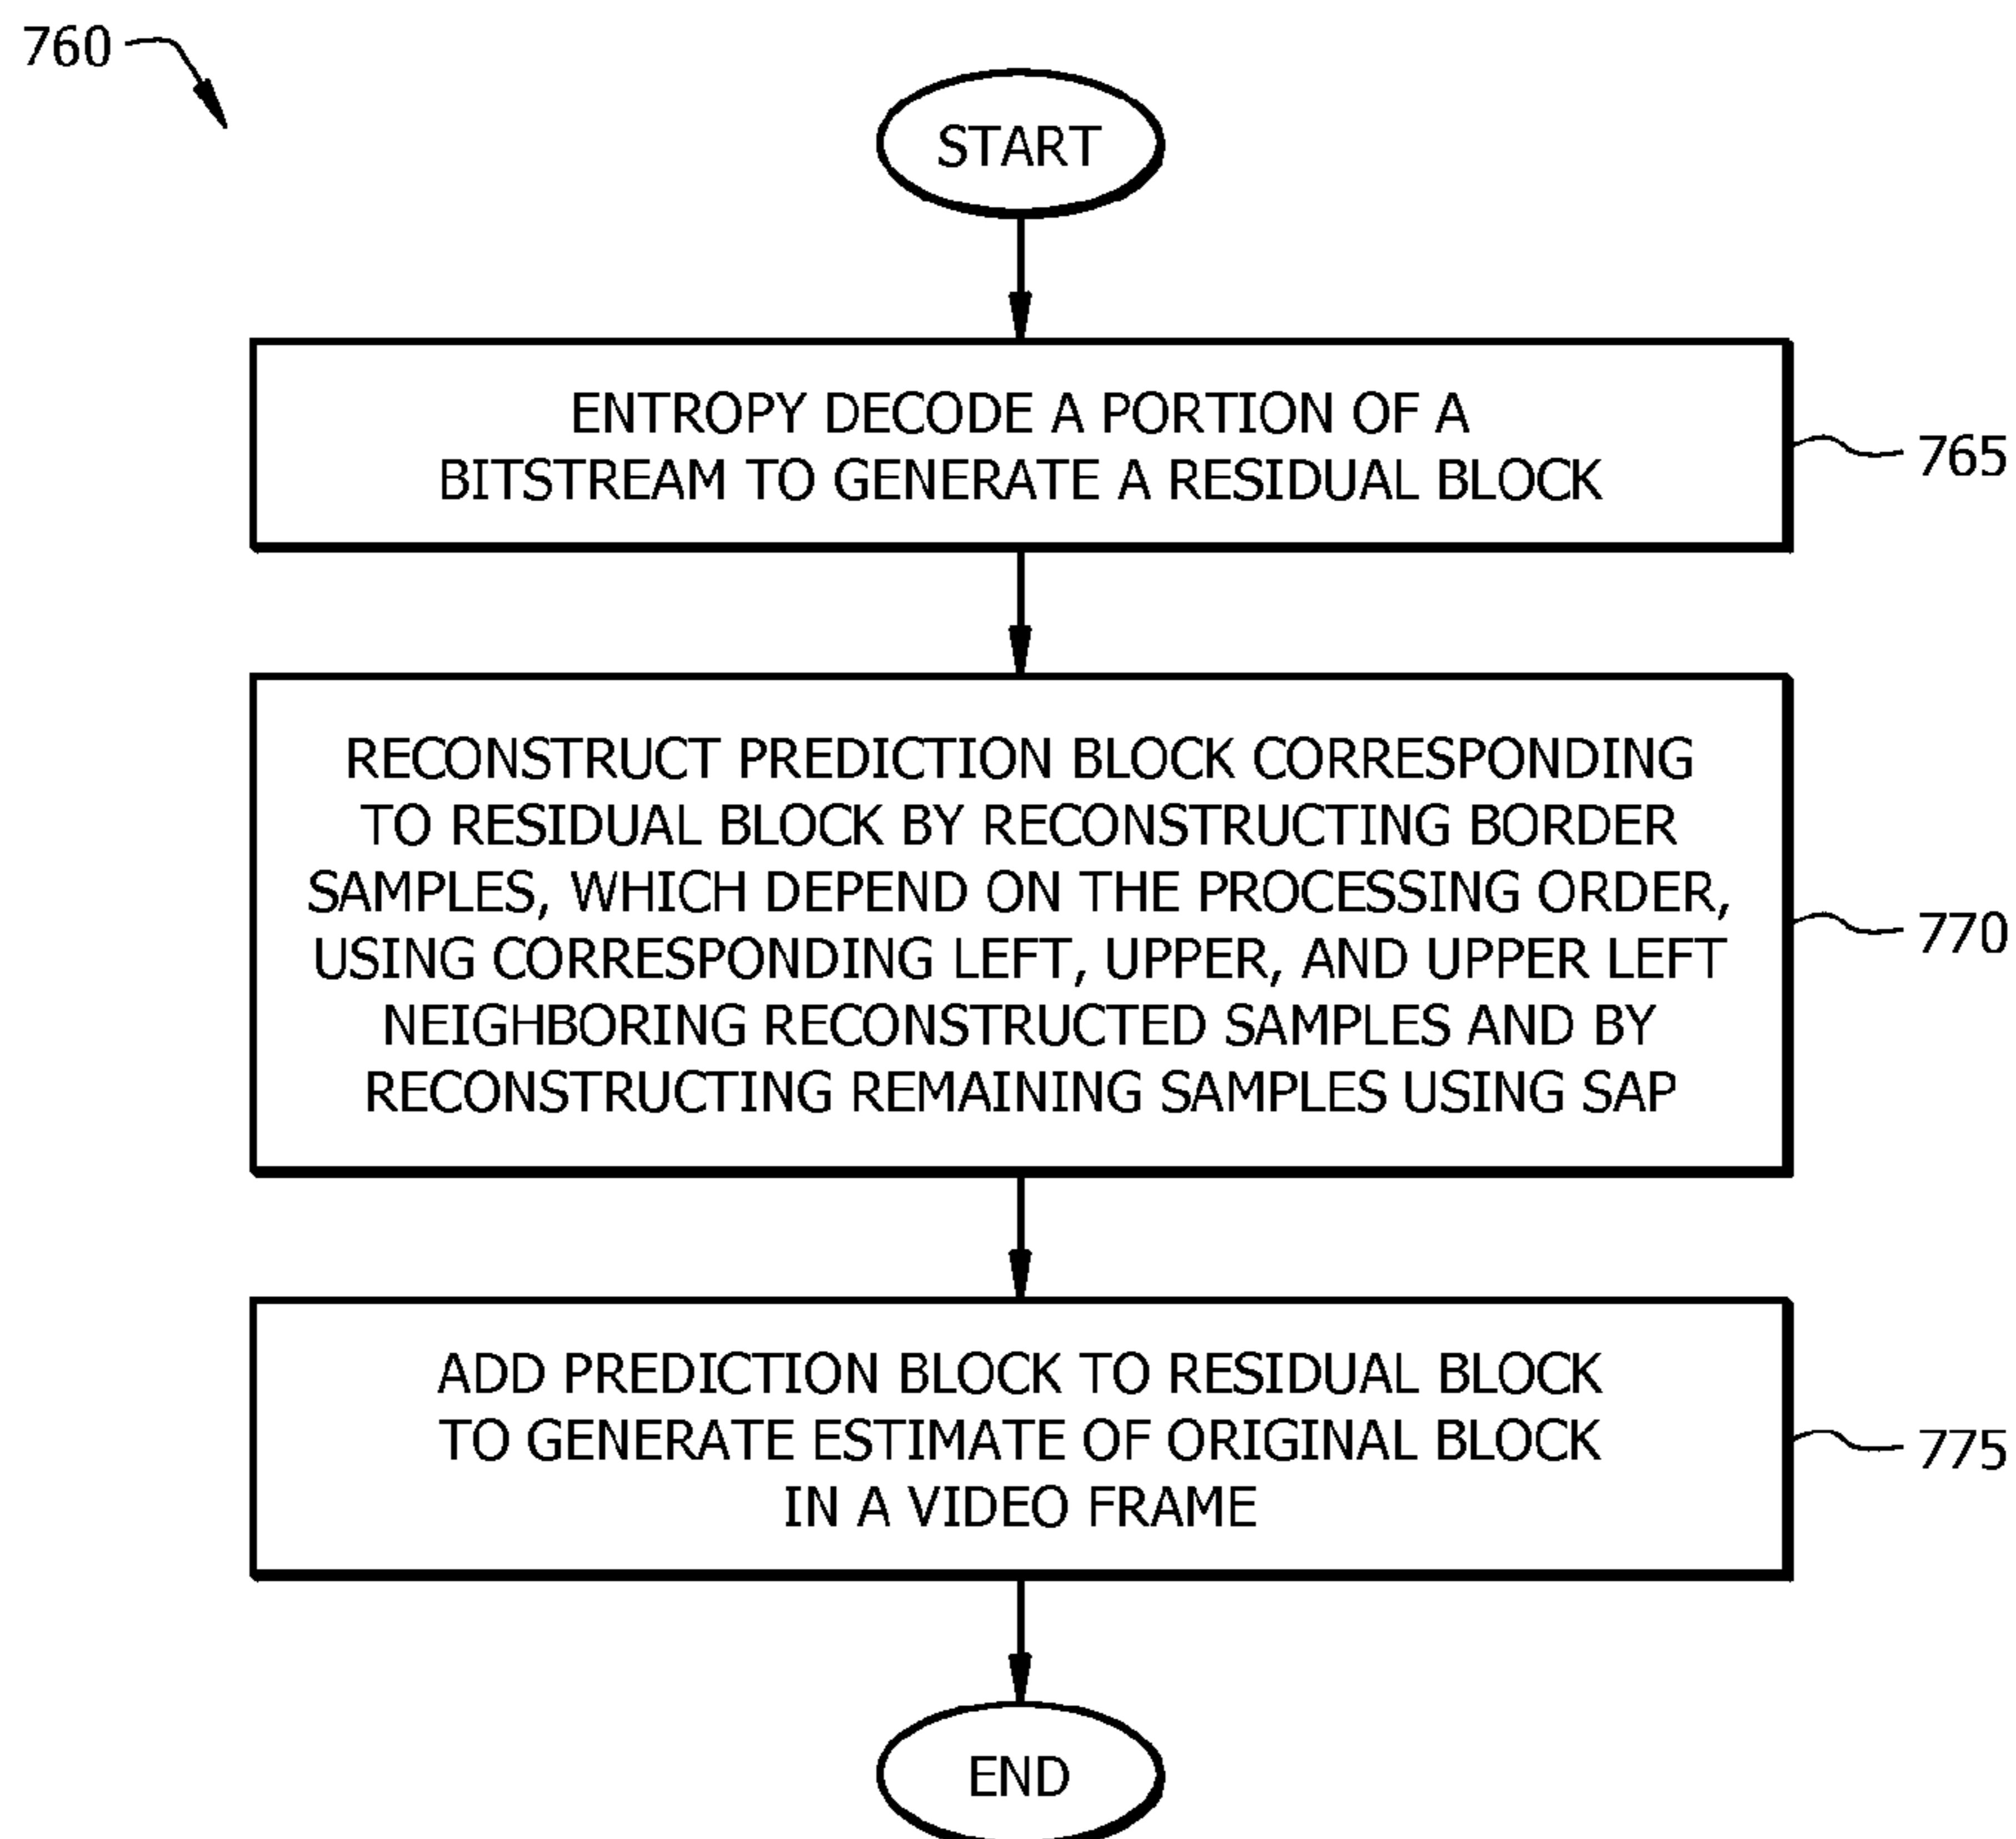 760
START
ENTROPY DECODE A PORTION OF A
BITSTREAM TO GENERATE A RESIDUAL BLOCK
765
RECONSTRUCT PREDICTION BLOCK CORRESPONDING
TO RESIDUAL BLOCK BY RECONSTRUCTING BORDER
SAMPLES, WHICH DEPEND ON THE PROCESSING ORDER,
USING CORRESPONDING LEFT, UPPER, AND UPPER LEFT
NEIGHBORING RECONSTRUCTED SAMPLES AND BY
RECONSTRUCTING REMAINING SAMPLES USING SAP
770
ADD PREDICTION BLOCK TO RESIDUAL BLOCK
TO GENERATE ESTIMATE OF ORIGINAL BLOCK
IN A VIDEO FRAME
775
END